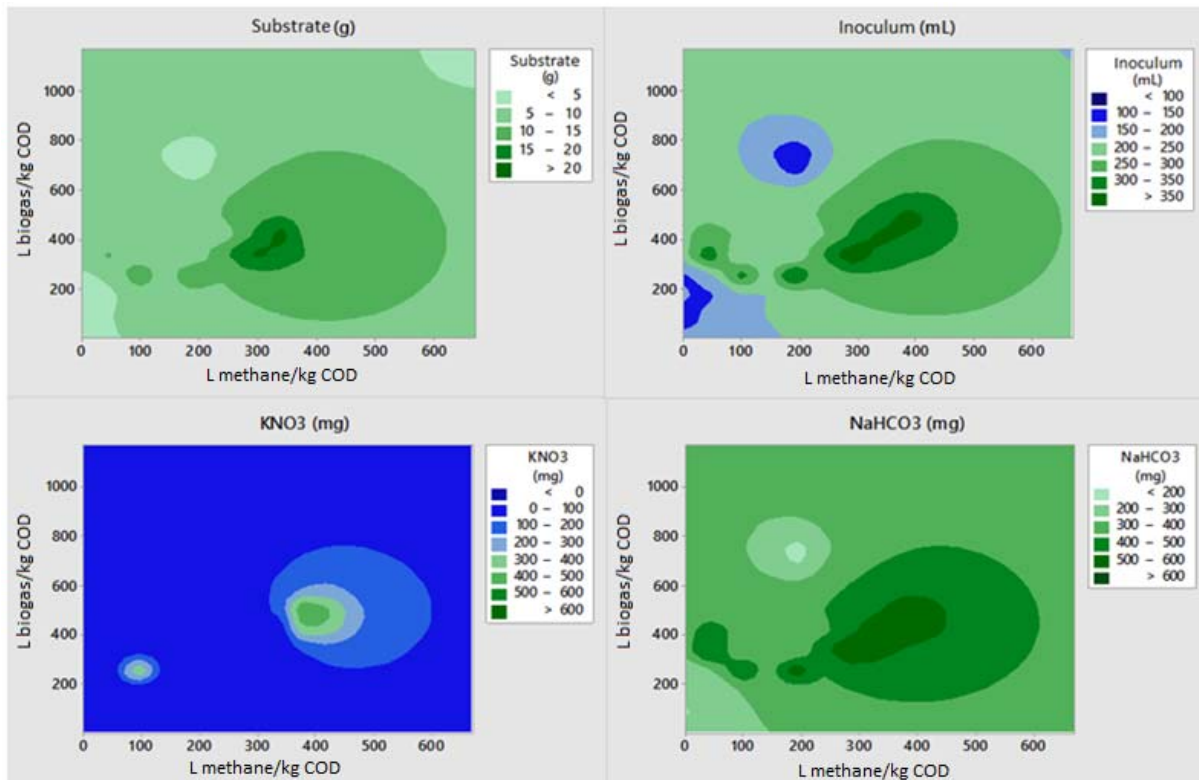 Substrate (g)
Substrate
(g)
< 5
5 – 10
10 – 15
15 – 20
> 20
L biogas/kg COD
1000
800
600
400
200
0 100 200 300 400 500 600
L methane/kg COD
Inoculum (mL)
Inoculum
(mL)
< 100
100 – 150
150 – 200
200 – 250
250 – 300
300 – 350
> 350
L biogas/kg COD
1000
800
600
400
200
0 100 200 300 400 500 600
L methane/kg COD
KNO3 (mg)
KNO3
(mg)
< 0
0 – 100
100 – 200
200 – 300
300 – 400
400 – 500
500 – 600
> 600
L biogas/kg COD
1000
800
600
400
200
0 100 200 300 400 500 600
L methane/kg COD
NaHCO3 (mg)
NaHCO3
(mg)
< 200
200 – 300
300 – 400
400 – 500
500 – 600
> 600
L biogas/kg COD
1000
800
600
400
200
0 100 200 300 400 500 600
L methane/kg COD